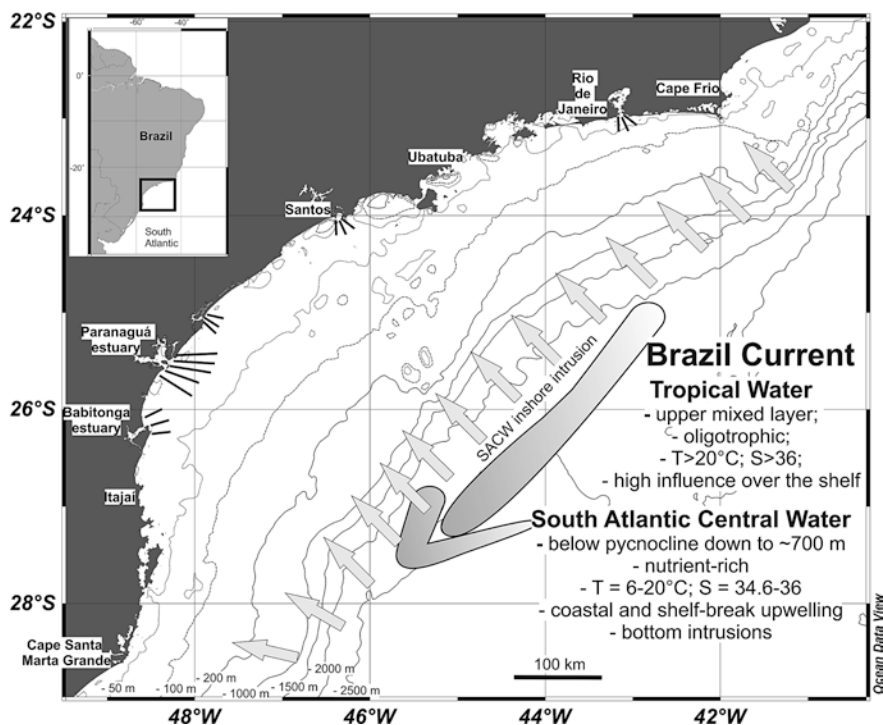 22°S
24°S
26°S
28°S
48°W
46°W
44°W
42°W
-60°
-40°
0°
-20°
Brazil
South
Atlantic
Rio
de
Janeiro
Cape Frio
Ubatuba
Santos
Paranaguá
estuary
Babitonga
estuary
Itajaí
Cape Santa
Marta Grande
SACW inshore intrusion
Brazil Current
Tropical Water
- upper mixed layer;
- oligotrophic;
- T>20°C; S>36;
- high influence over the shelf
South Atlantic Central Water
- below pycnocline down to ~700 m
- nutrient-rich
- T = 6-20°C; S = 34.6-36
- coastal and shelf-break upwelling
- bottom intrusions
100 km
- 50 m
- 100 m
- 200 m
- 1000 m
- 1500 m
- 2000 m
- 2500 m
Ocean Data View